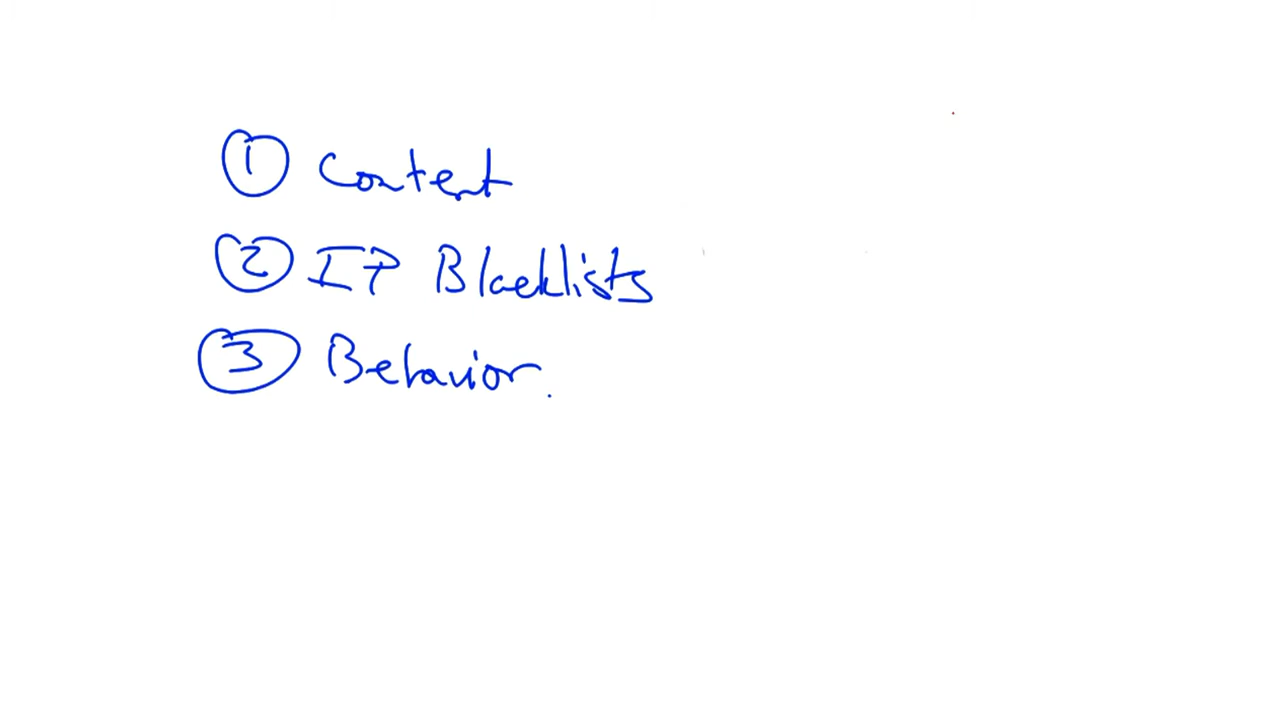 ① Content
② IP Blacklists
③ Behavior.